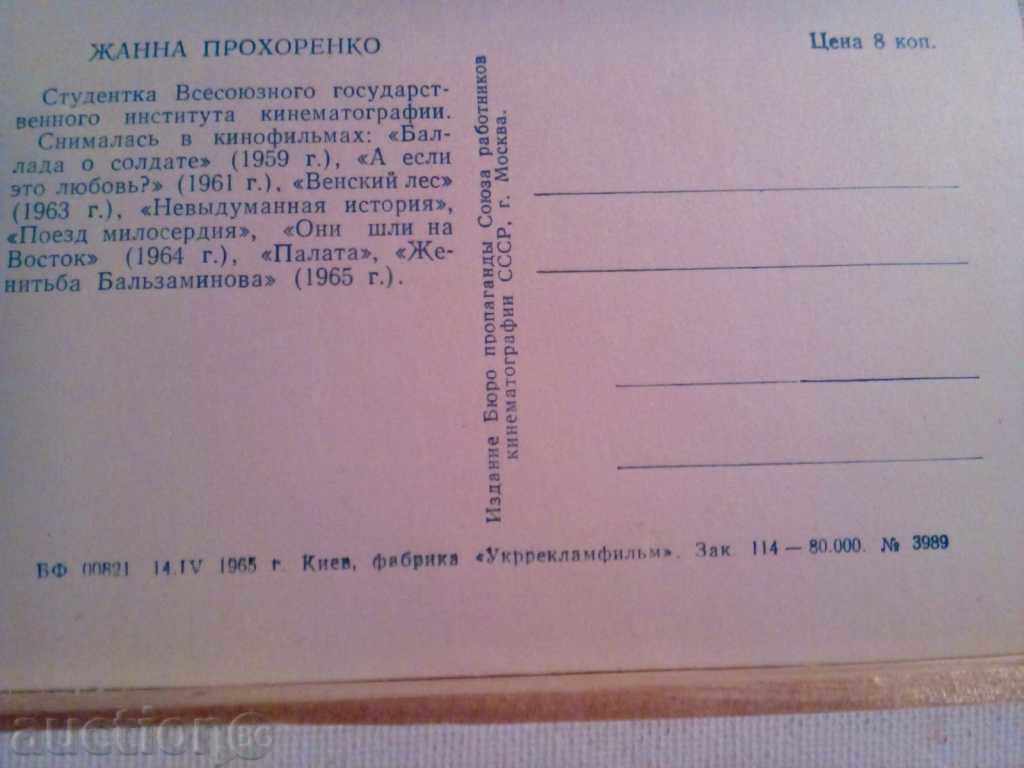 ЖАННА ПРОХОРЕНКО
Студентка Всесоюзного государст-
венного института кинематографии.
Снималась в кинофильмах: «Бал-
лада о солдате» (1959 г.), «А если
это любовь?» (1961 г.), «Венский лес»
(1963 г.), «Невыдуманная история»,
«Поезд милосердия», «Они шли на
Восток» (1964 г.), «Палата», «Же-
нитьба Бальзаминова» (1965 г.).
Издание Бюро пропаганды Союза работников
кинематографии СССР, г. Москва.
Цена 8 коп.
БФ 00821 14.IV 1965 г. Киев, фабрика «Укррекламфильм». Зак 114 — 80.000. № 3989
auction.bg